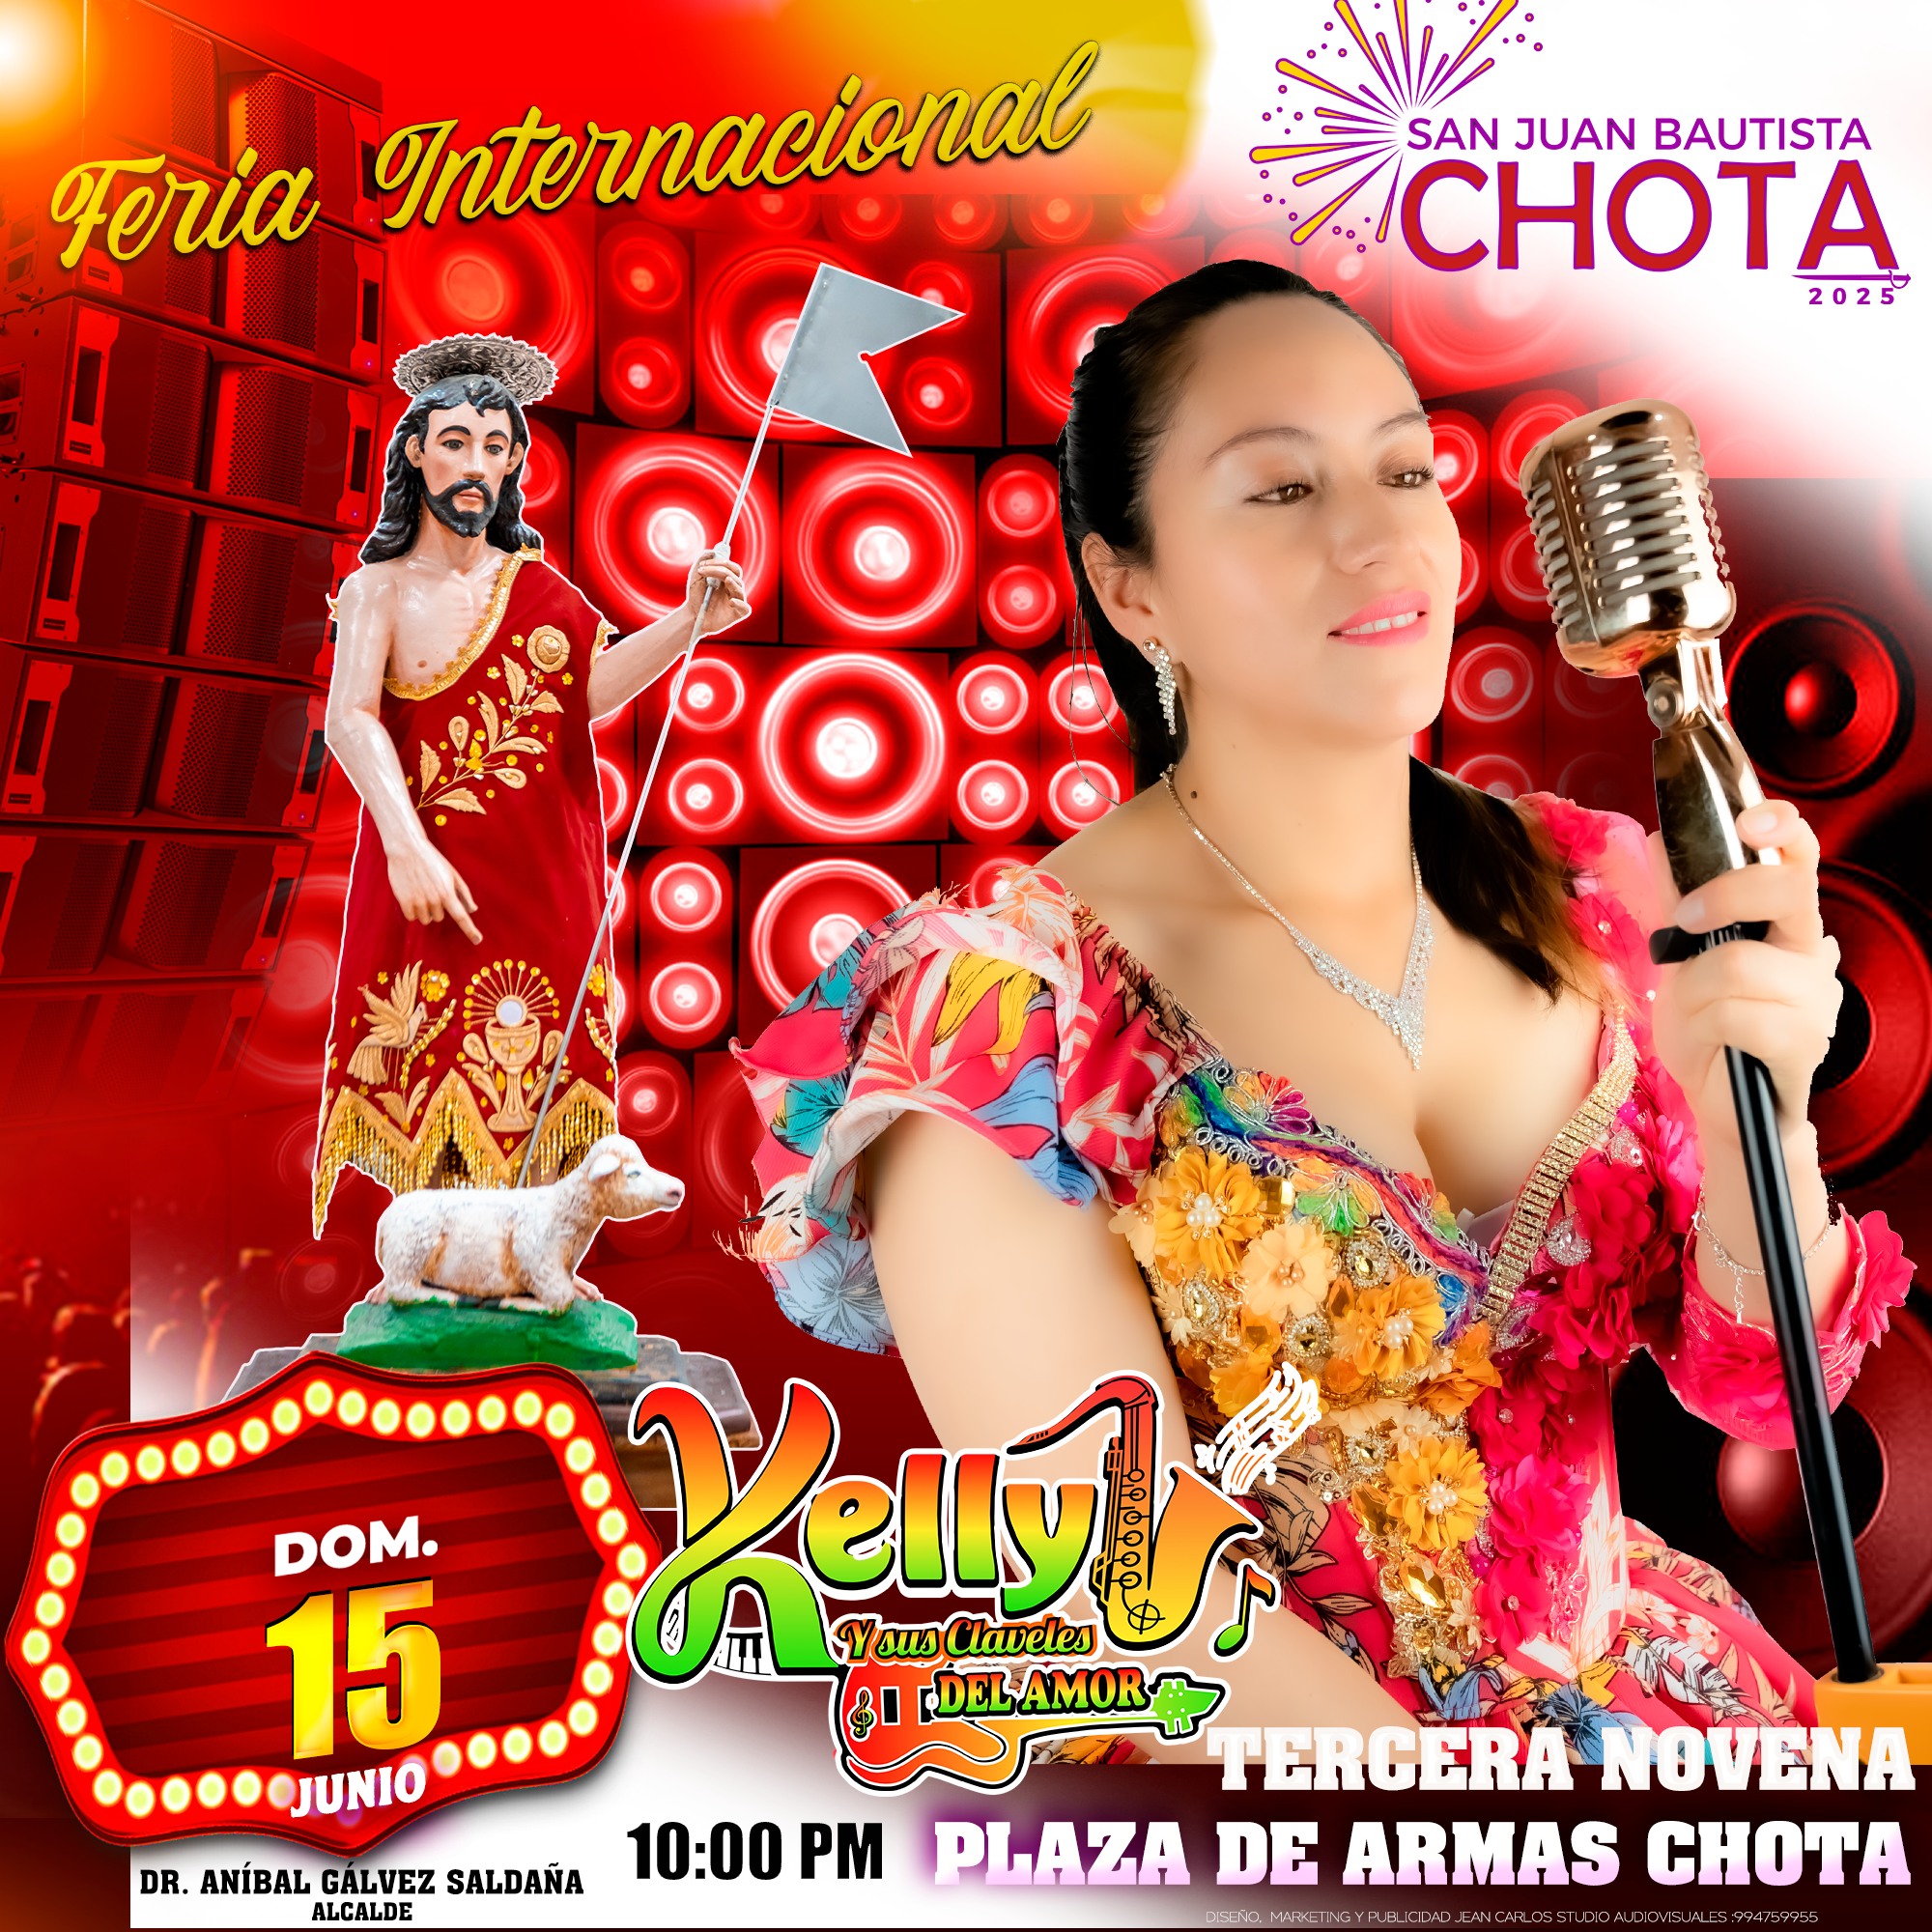 Feria Internacional
SAN JUAN BAUTISTA
CHOTA
2025
DOM.
15
JUNIO
Kelly
Y sus Claveles
DEL AMOR
TERCERA NOVENA
10:00 PM
PLAZA DE ARMAS CHOTA
DR. ANÍBAL GÁLVEZ SALDAÑA
ALCALDE
DISEÑO, MARKETING Y PUBLICIDAD JEAN CARLOS STUDIO AUDIOVISUALES :994759955